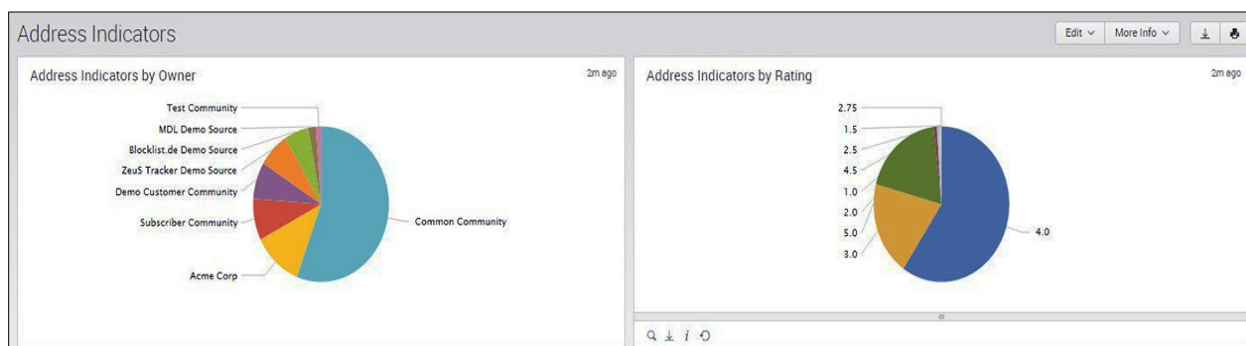 Address Indicators
Edit
More Info
Address Indicators by Owner
2m ago
Test Community
MDL Demo Source
Blocklist.de Demo Source
ZeuS Tracker Demo Source
Demo Customer Community
Subscriber Community
Acme Corp
Common Community
Address Indicators by Rating
2m ago
2.75
1.5
2.5
4.5
1.0
2.0
5.0
3.0
4.0